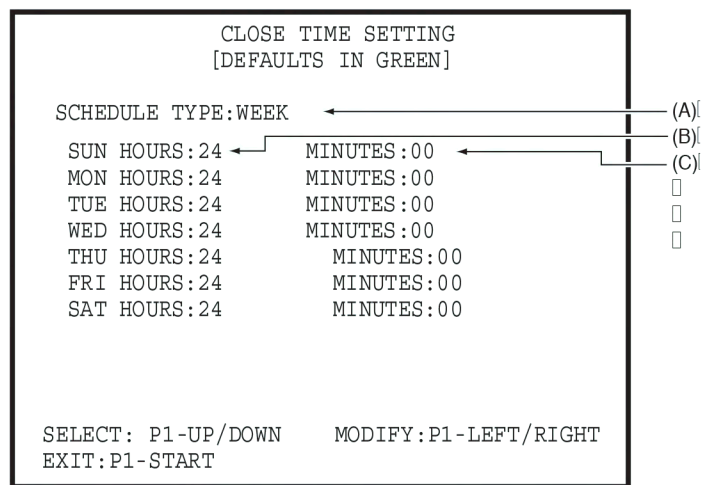 CLOSE TIME SETTING
[DEFAULTS IN GREEN]
SCHEDULE TYPE:WEEK (A)
SUN HOURS:24 MINUTES:00 (B)
MON HOURS:24 MINUTES:00 (C)
TUE HOURS:24 MINUTES:00
WED HOURS:24 MINUTES:00
THU HOURS:24 MINUTES:00
FRI HOURS:24 MINUTES:00
SAT HOURS:24 MINUTES:00
SELECT: P1-UP/DOWN MODIFY:P1-LEFT/RIGHT
EXIT:P1-START